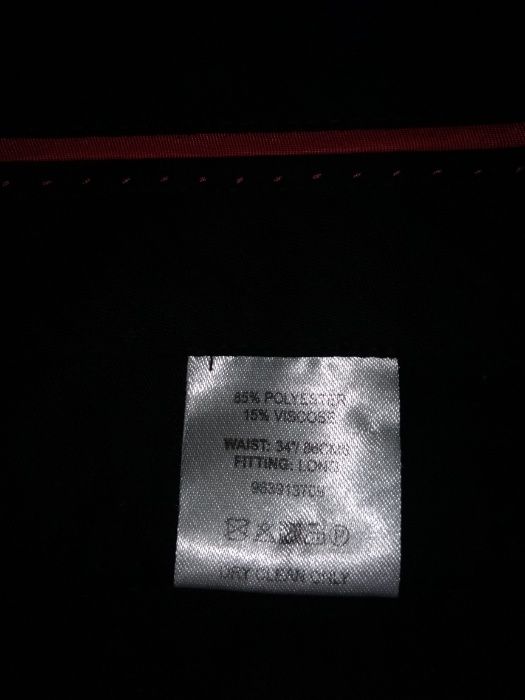 85% POLYESTER
15% VISCOSE
WAIST: 34"/ 86CMS
FITTING: LONG
DRY CLEAN ONLY